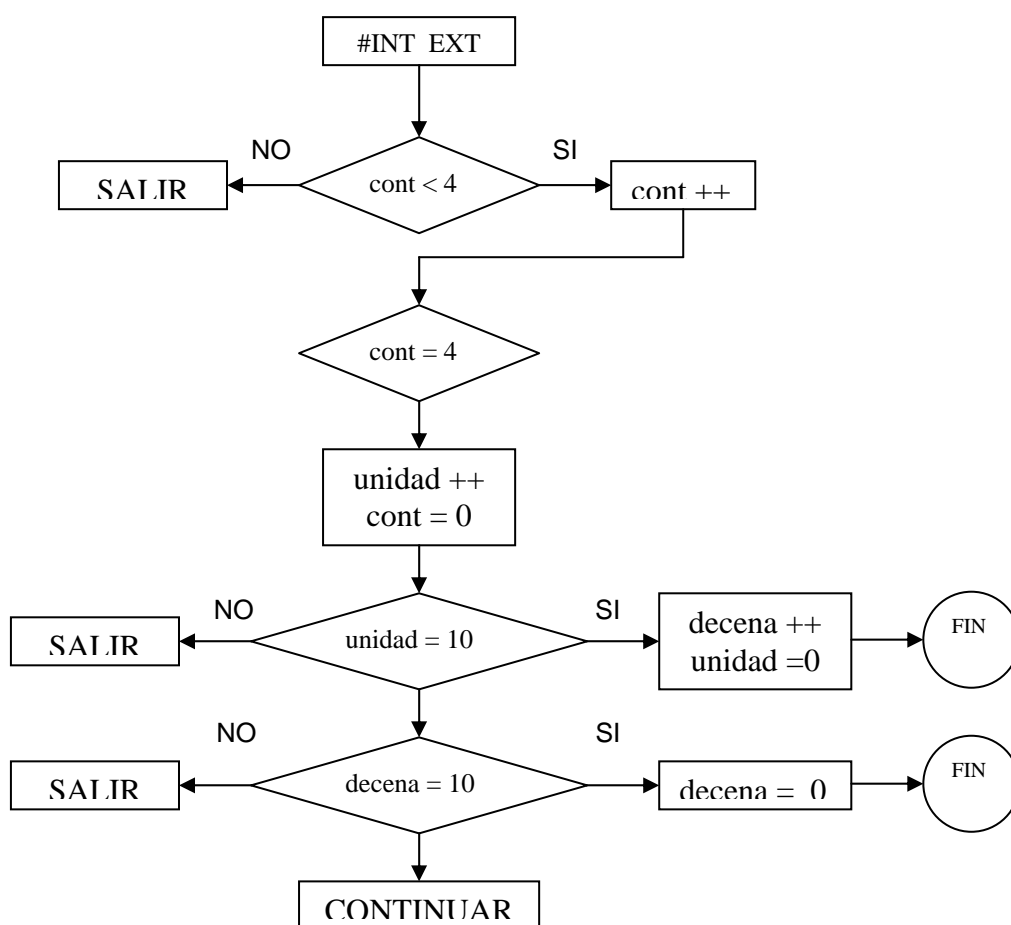 #INT EXT
NO
SI
SALIR
cont < 4
cont ++
cont = 4
unidad ++
cont = 0
NO
SI
SALIR
unidad = 10
decena ++
unidad =0
FIN
NO
SI
SALIR
decena = 10
decena = 0
FIN
CONTINUAR